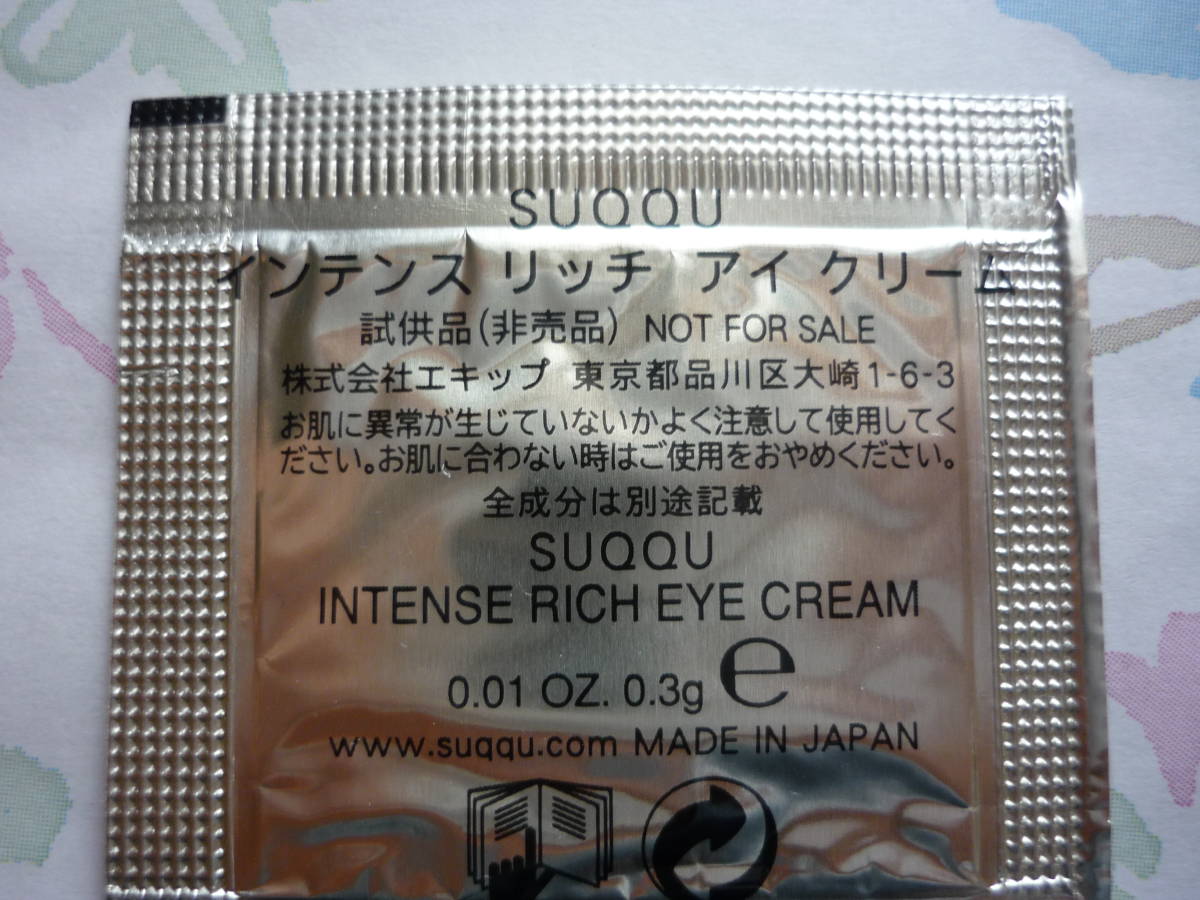 SUQQU
インテンス リッチ アイ クリーム
試供品(非売品) NOT FOR SALE
株式会社エキップ 東京都品川区大崎1-6-3
お肌に異常が生じていないかよく注意して使用してく
ださい。お肌に合わない時はご使用をおやめください。
全成分は別途記載
SUQQU
INTENSE RICH EYE CREAM
0.01 OZ. 0.3g ℮
www.suqqu.com MADE IN JAPAN